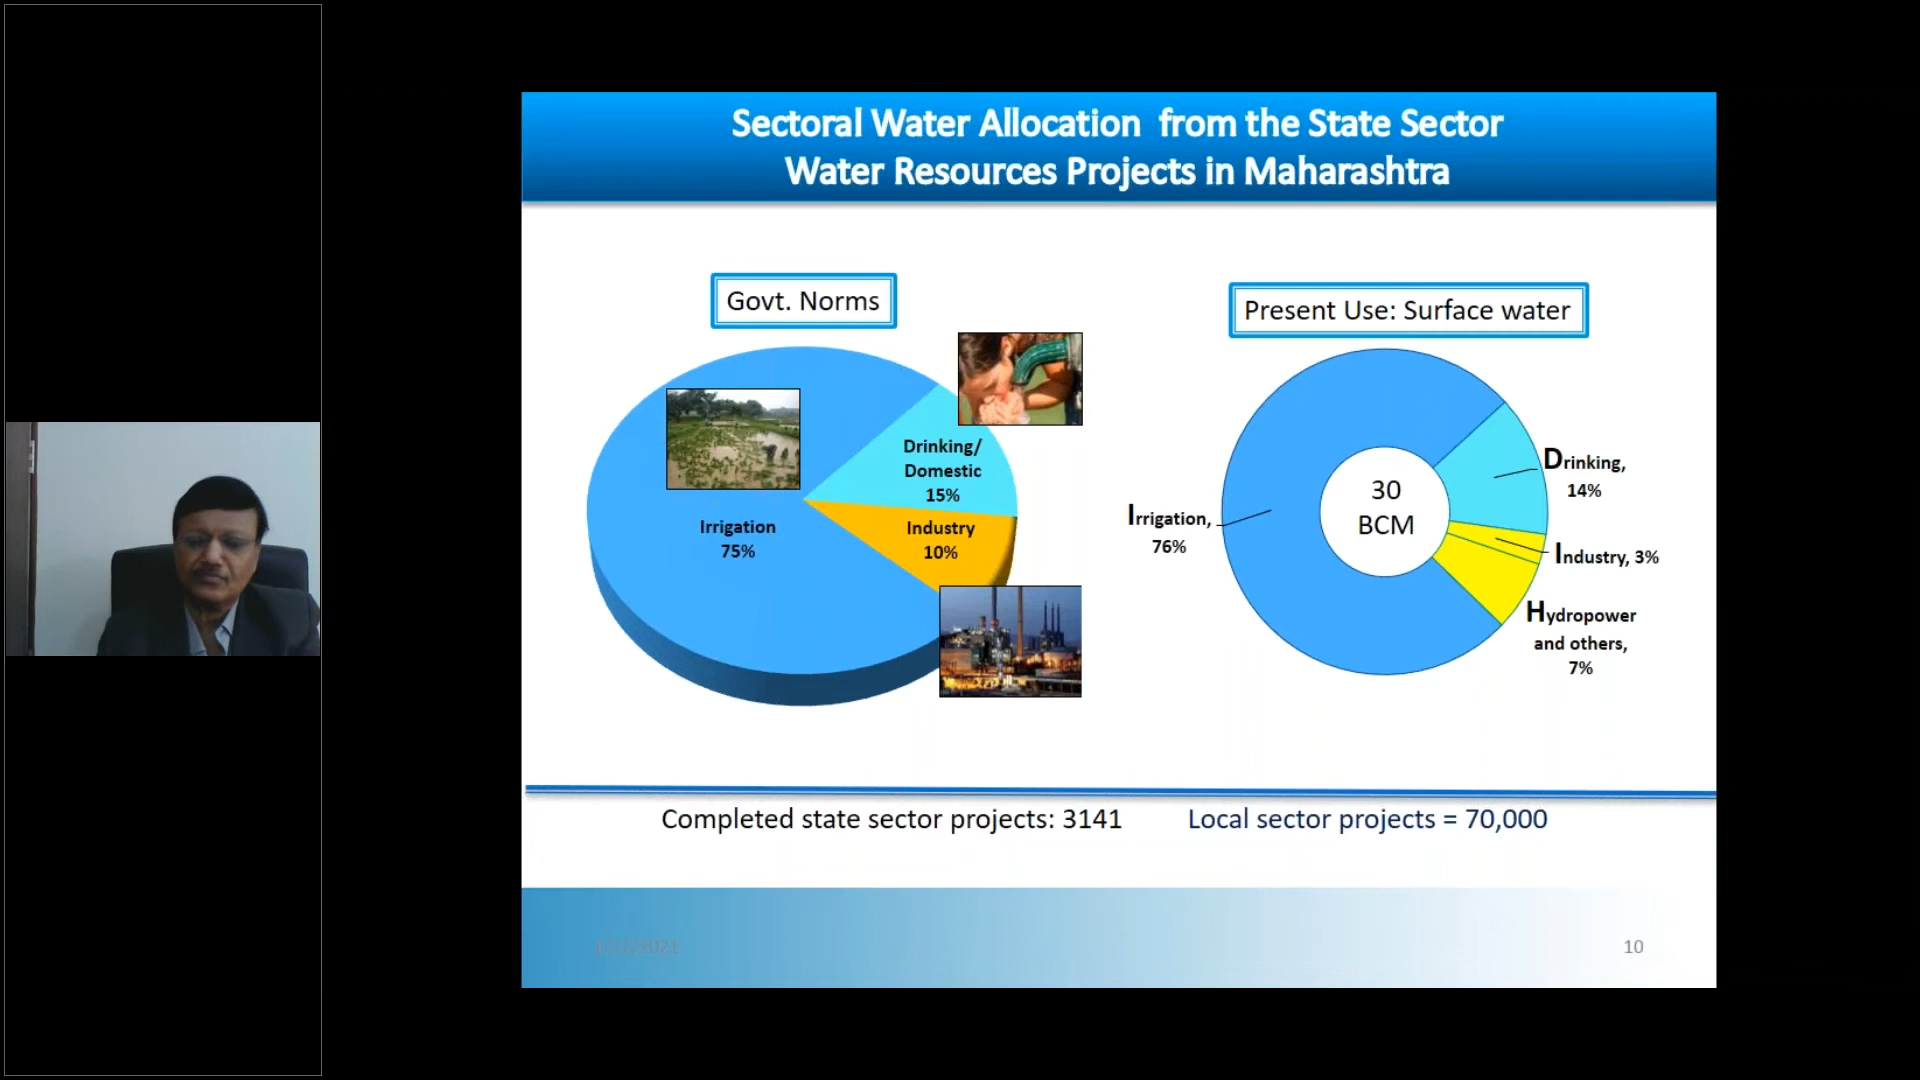 Sectoral Water Allocation from the State Sector
Water Resources Projects in Maharashtra
Govt. Norms
Drinking/
Domestic
15%
Irrigation
75%
Industry
10%
Present Use: Surface water
30
BCM
Irrigation,
76%
Drinking,
14%
Industry, 3%
Hydropower
and others,
7%
Completed state sector projects: 3141
Local sector projects = 70,000
10